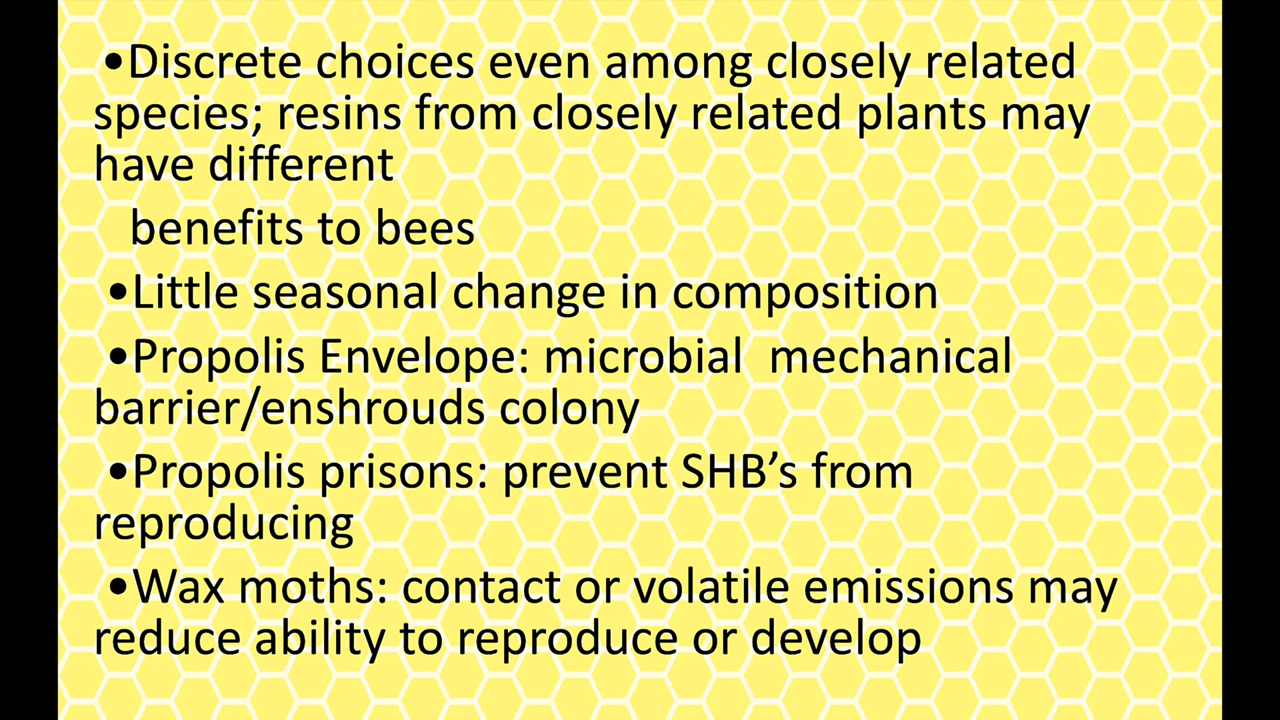 •Discrete choices even among closely related
species; resins from closely related plants may
have different
benefits to bees
•Little seasonal change in composition
•Propolis Envelope: microbial  mechanical
barrier/enshrouds colony
•Propolis prisons: prevent SHB’s from
reproducing
•Wax moths: contact or volatile emissions may
reduce ability to reproduce or develop